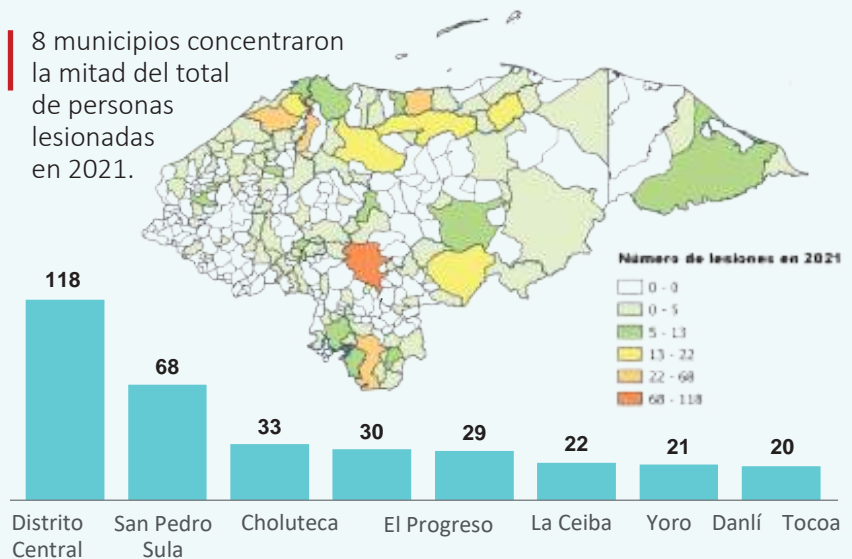 8 municipios concentraron
la mitad del total
de personas
lesionadas
en 2021.
Número de lesiones en 2021
0 - 0
0 - 5
5 - 13
13 - 22
22 - 68
68 - 118
118
68
33
30
29
22
21
20
Distrito
Central
San Pedro
Sula
Choluteca
El Progreso
La Ceiba
Yoro
Danlí
Tocoa